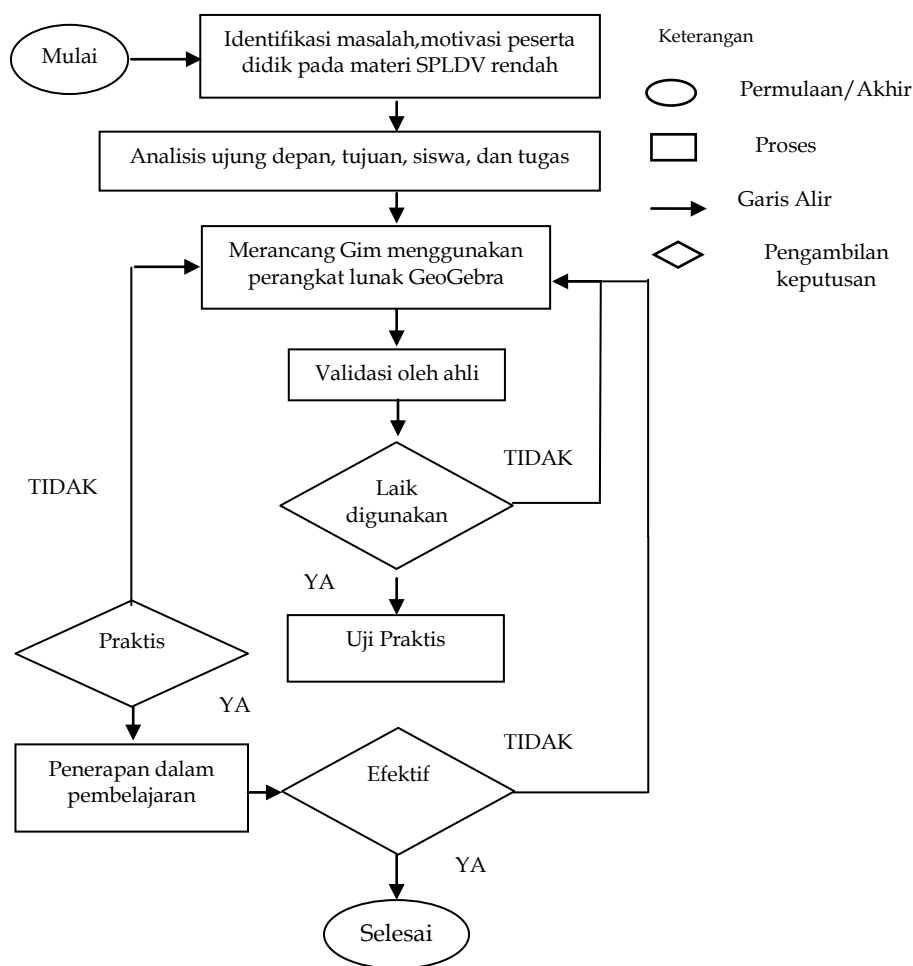 Mulai
Identifikasi masalah,motivasi peserta
didik pada materi SPLDV rendah
Keterangan
Permulaan/Akhir
Proses
Garis Alir
Pengambilan
keputusan
Analisis ujung depan, tujuan, siswa, dan tugas
Merancang Gim menggunakan
perangkat lunak GeoGebra
Validasi oleh ahli
TIDAK
Laik
digunakan
TIDAK
YA
Uji Praktis
Praktis
YA
Penerapan dalam
pembelajaran
Efektif
TIDAK
YA
Selesai